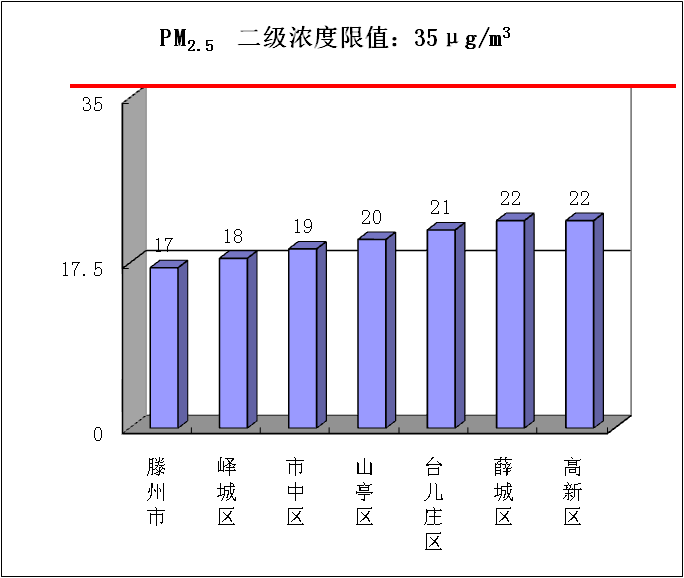 PM2.5 二级浓度限值：35μg/m³
35
17.5
0
17
18
19
20
21
22
22
滕州市
峄城区
市中区
山亭区
台儿庄区
薛城区
高新区